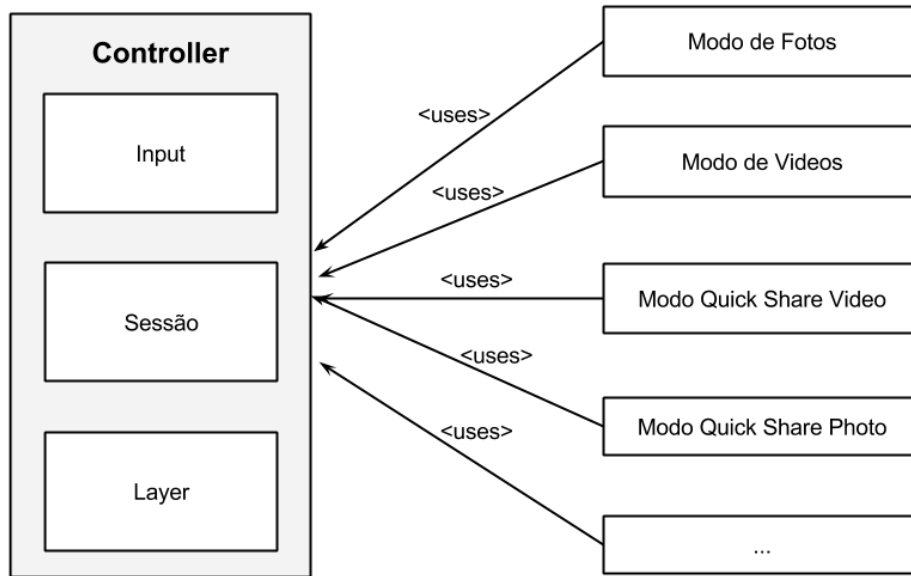 Controller
Input
Sessão
Layer
<uses>
<uses>
<uses>
<uses>
<uses>
Modo de Fotos
Modo de Videos
Modo Quick Share Video
Modo Quick Share Photo
...